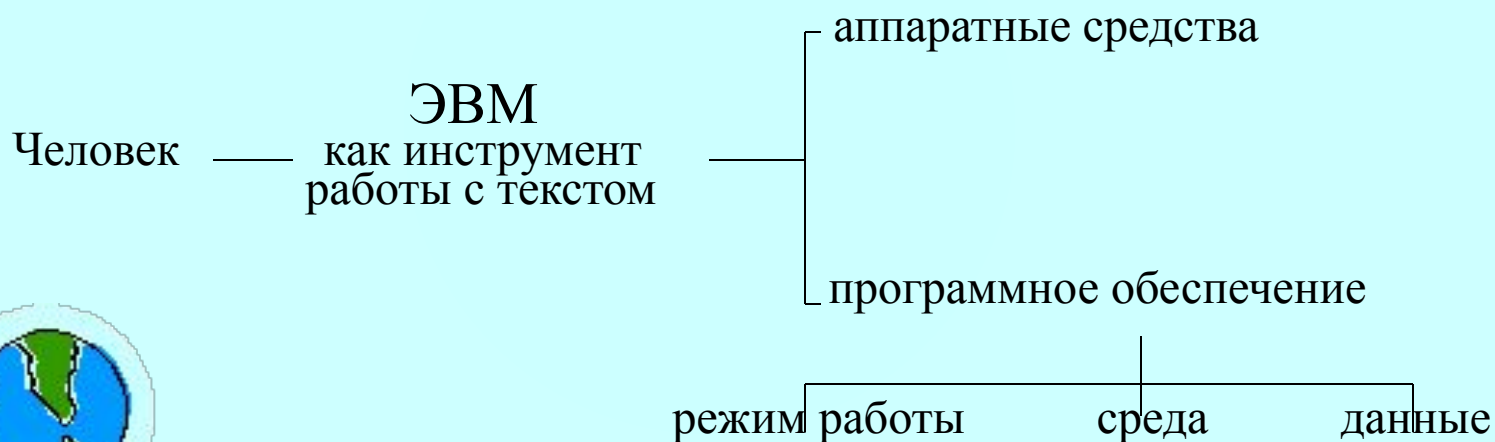 аппаратные средства
ЭВМ
Человек как инструмент
работы с текстом
программное обеспечение
режим работы среда данные